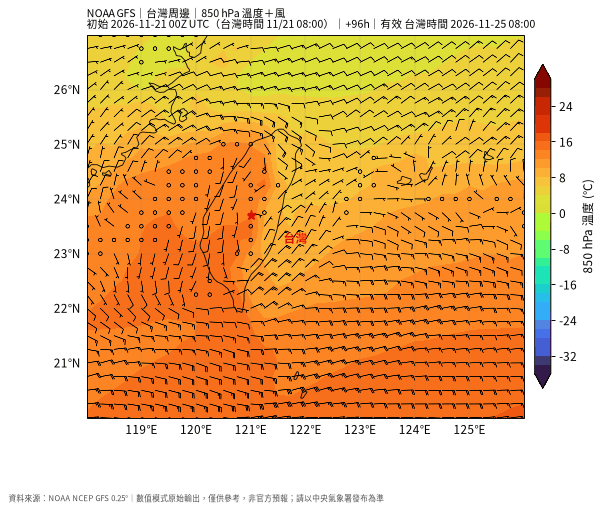 NOAA GFS｜台灣周邊｜850 hPa 溫度＋風
初始 2026-11-21 00Z UTC（台灣時間 11/21 08:00）｜+96h｜有效 台灣時間 2026-11-25 08:00
26°N
25°N
24°N
23°N
22°N
21°N
119°E 120°E 121°E 122°E 123°E 124°E 125°E
台灣
24
16
8
0
-8
-16
-24
-32
850 hPa 溫度 (°C)
資料來源：NOAA NCEP GFS 0.25°｜數值模式原始輸出，僅供參考，非官方預報；請以中央氣象署發布為準